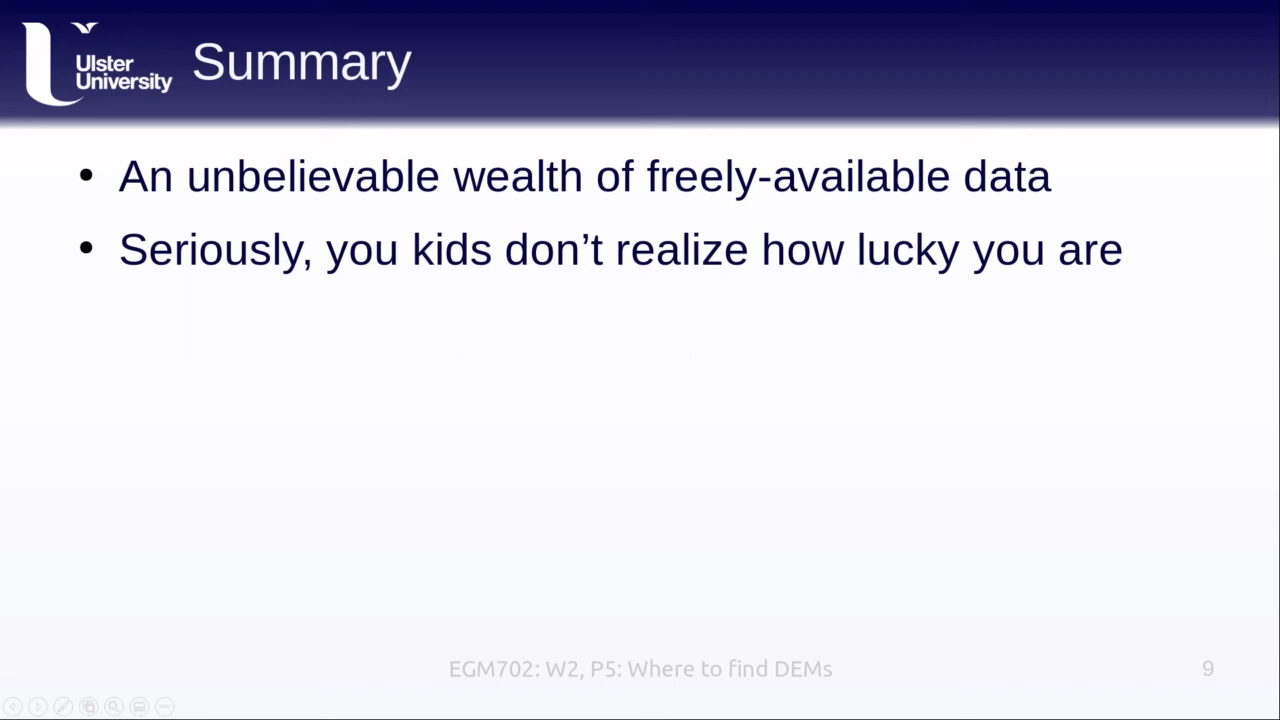 Ulster
University
Summary
• An unbelievable wealth of freely-available data
• Seriously, you kids don’t realize how lucky you are
EGM702: W2, P5: Where to find DEMs
9